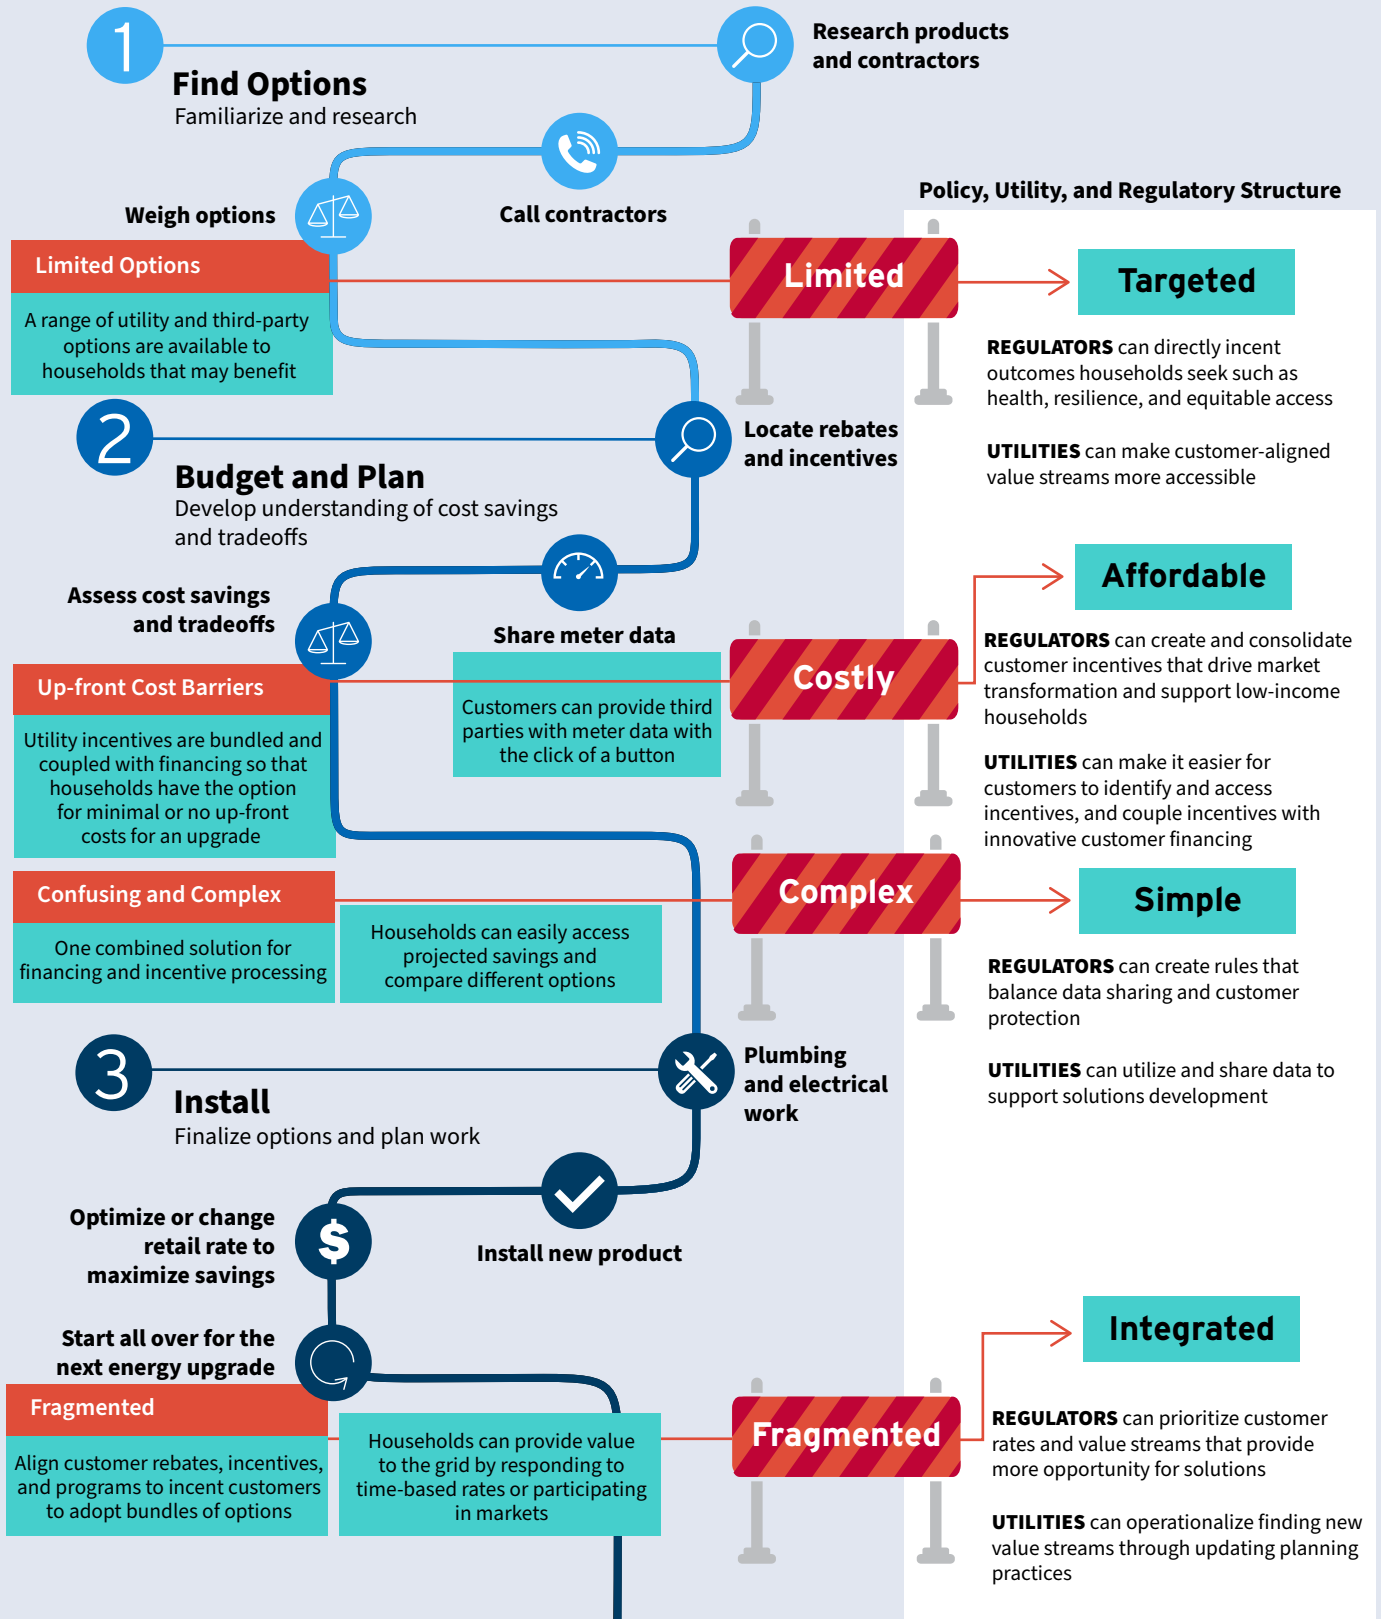 1
Research products
and contractors
Find Options
Familiarize and research
Call contractors
Weigh options
Policy, Utility, and Regulatory Structure
Limited Options
A range of utility and third-party
options are available to
households that may benefit
Limited
Targeted
REGULATORS can directly incent
outcomes households seek such as
health, resilience, and equitable access
UTILITIES can make customer-aligned
value streams more accessible
2
Locate rebates
and incentives
Budget and Plan
Develop understanding of cost savings
and tradeoffs
Assess cost savings
and tradeoffs
Share meter data
Customers can provide third
parties with meter data with
the click of a button
Up-front Cost Barriers
Utility incentives are bundled and
coupled with financing so that
households have the option
for minimal or no up-front
costs for an upgrade
Costly
Affordable
REGULATORS can create and consolidate
customer incentives that drive market
transformation and support low-income
households
UTILITIES can make it easier for
customers to identify and access
incentives, and couple incentives with
innovative customer financing
Confusing and Complex
One combined solution for
financing and incentive processing
Households can easily access
projected savings and
compare different options
Complex
Simple
REGULATORS can create rules that
balance data sharing and customer
protection
UTILITIES can utilize and share data to
support solutions development
3
Plumbing
and electrical
work
Install
Finalize options and plan work
Install new product
Optimize or change
retail rate to
maximize savings
$
Start all over for the
next energy upgrade
Fragmented
Align customer rebates, incentives,
and programs to incent customers
to adopt bundles of options
Households can provide value
to the grid by responding to
time-based rates or participating
in markets
Fragmented
Integrated
REGULATORS can prioritize customer
rates and value streams that provide
more opportunity for solutions
UTILITIES can operationalize finding new
value streams through updating planning
practices